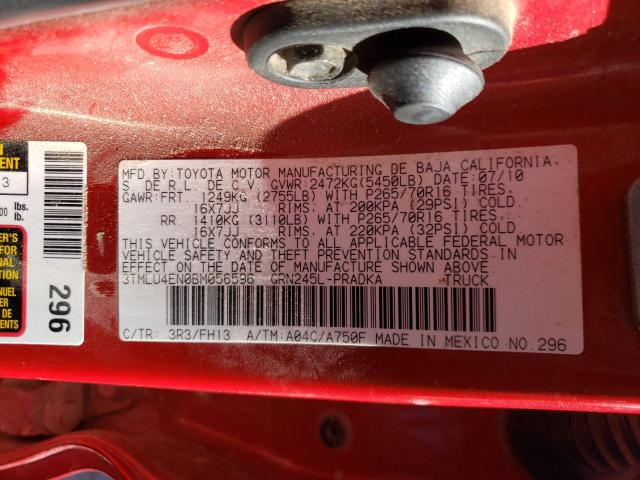 MFD.BY: TOYOTA MOTOR MANUFACTURING DE BAJA CALIFORNIA.
S DE R.L. DE C.V. GVWR:2472KG(5450LB) DATE:07/10
GAWR:FRT. 1249KG (2755LB) WITH P265/70R16 TIRES.
16X7JJ RIMS. AT 200KPA (29PSI) COLD
RR 1410KG (3110LB) WITH P265/70R16 TIRES.
16X7JJ RIMS. AT 220KPA (32PSI) COLD
THIS VEHICLE CONFORMS TO ALL APPLICABLE FEDERAL MOTOR
VEHICLE SAFETY AND THEFT PREVENTION STANDARDS IN
EFFECT ON THE DATE OF MANUFACTURE SHOWN ABOVE.
3TMLU4EN0BM056596 GRN245L-PRADKA TRUCK
C/TR: 3R3/FH13 A/TM:A04C/A750F MADE IN MEXICO NO.296
3
00 lbs.
lb.
296